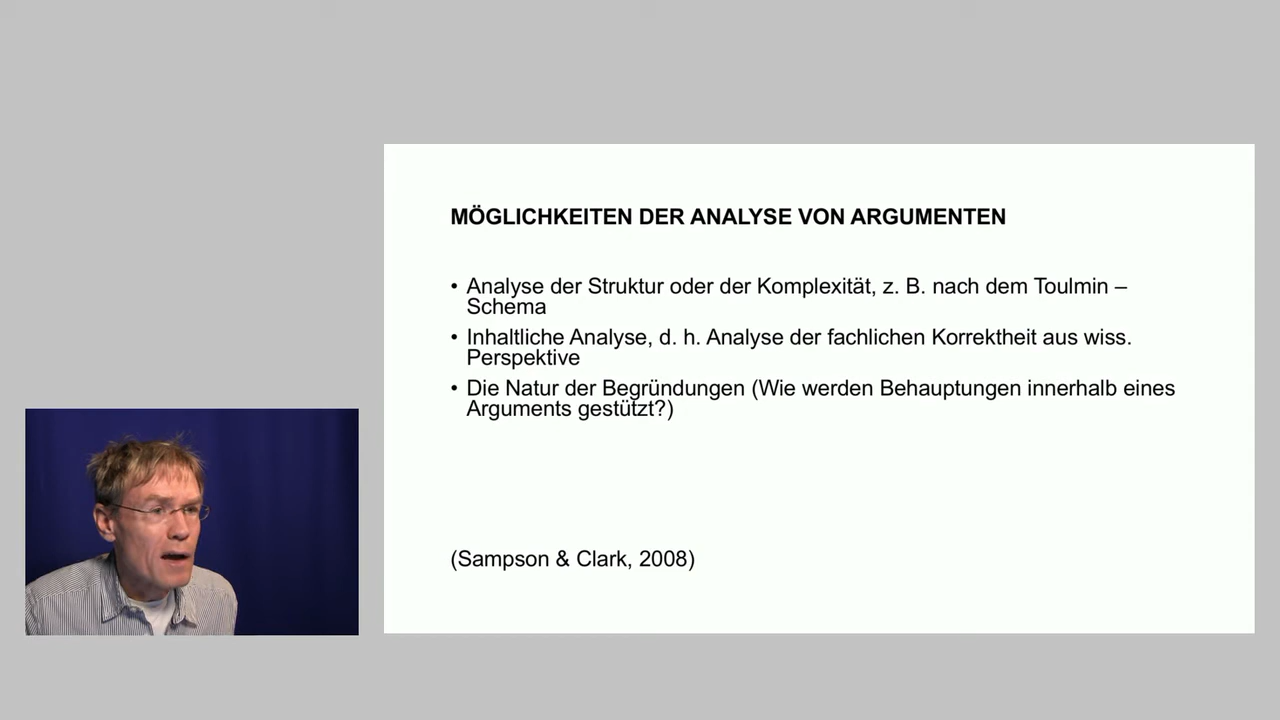 MÖGLICHKEITEN DER ANALYSE VON ARGUMENTEN
• Analyse der Struktur oder der Komplexität, z. B. nach dem Toulmin –
Schema
• Inhaltliche Analyse, d. h. Analyse der fachlichen Korrektheit aus wiss.
Perspektive
• Die Natur der Begründungen (Wie werden Behauptungen innerhalb eines
Arguments gestützt?)
(Sampson & Clark, 2008)